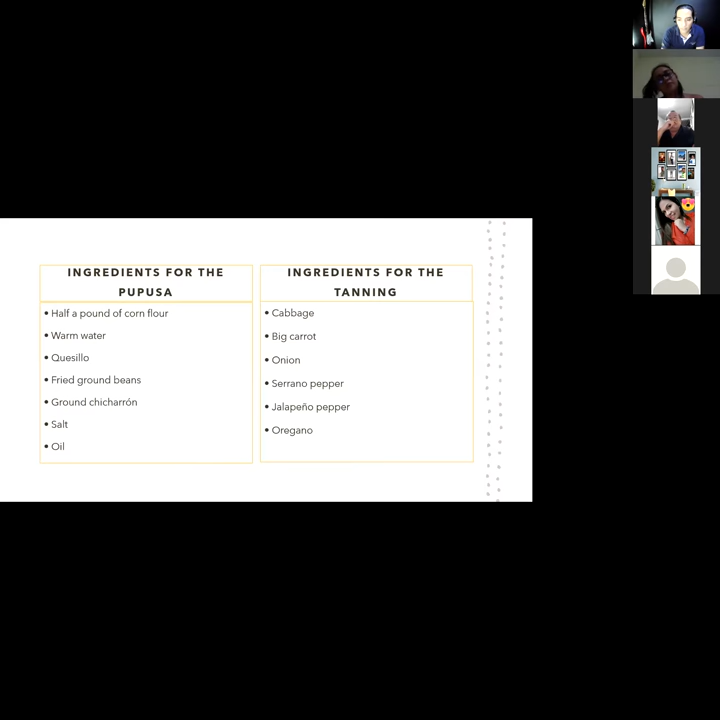 INGREDIENTS FOR THE
PUPUSA
• Half a pound of corn flour
• Warm water
• Quesillo
• Fried ground beans
• Ground chicharrón
• Salt
• Oil
INGREDIENTS FOR THE
TANNING
• Cabbage
• Big carrot
• Onion
• Serrano pepper
• Jalapeño pepper
• Oregano